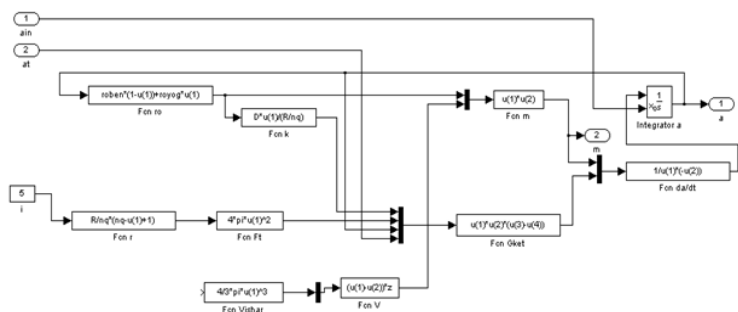 1
ain
2
at
roben*(1-u(1))+royog*u(1)
Fcn ro
D*u(1)/(R/nq)
Fcn k
u(1)*u(2)
Fcn m
1
xo s
Integrator a
1
a
2
m
1/u(1)*(-u(2))
Fcn da/dt
5
i
R/nq*(nq-u(1)+1)
Fcn r
4*pi*u(1)^2
Fcn Ft
u(1)*u(2)*(u(3)-u(4))
Fcn Gket
4/3*pi*u(1)^3
Fcn Vishar
(u(1)-u(2))*z
Fcn V